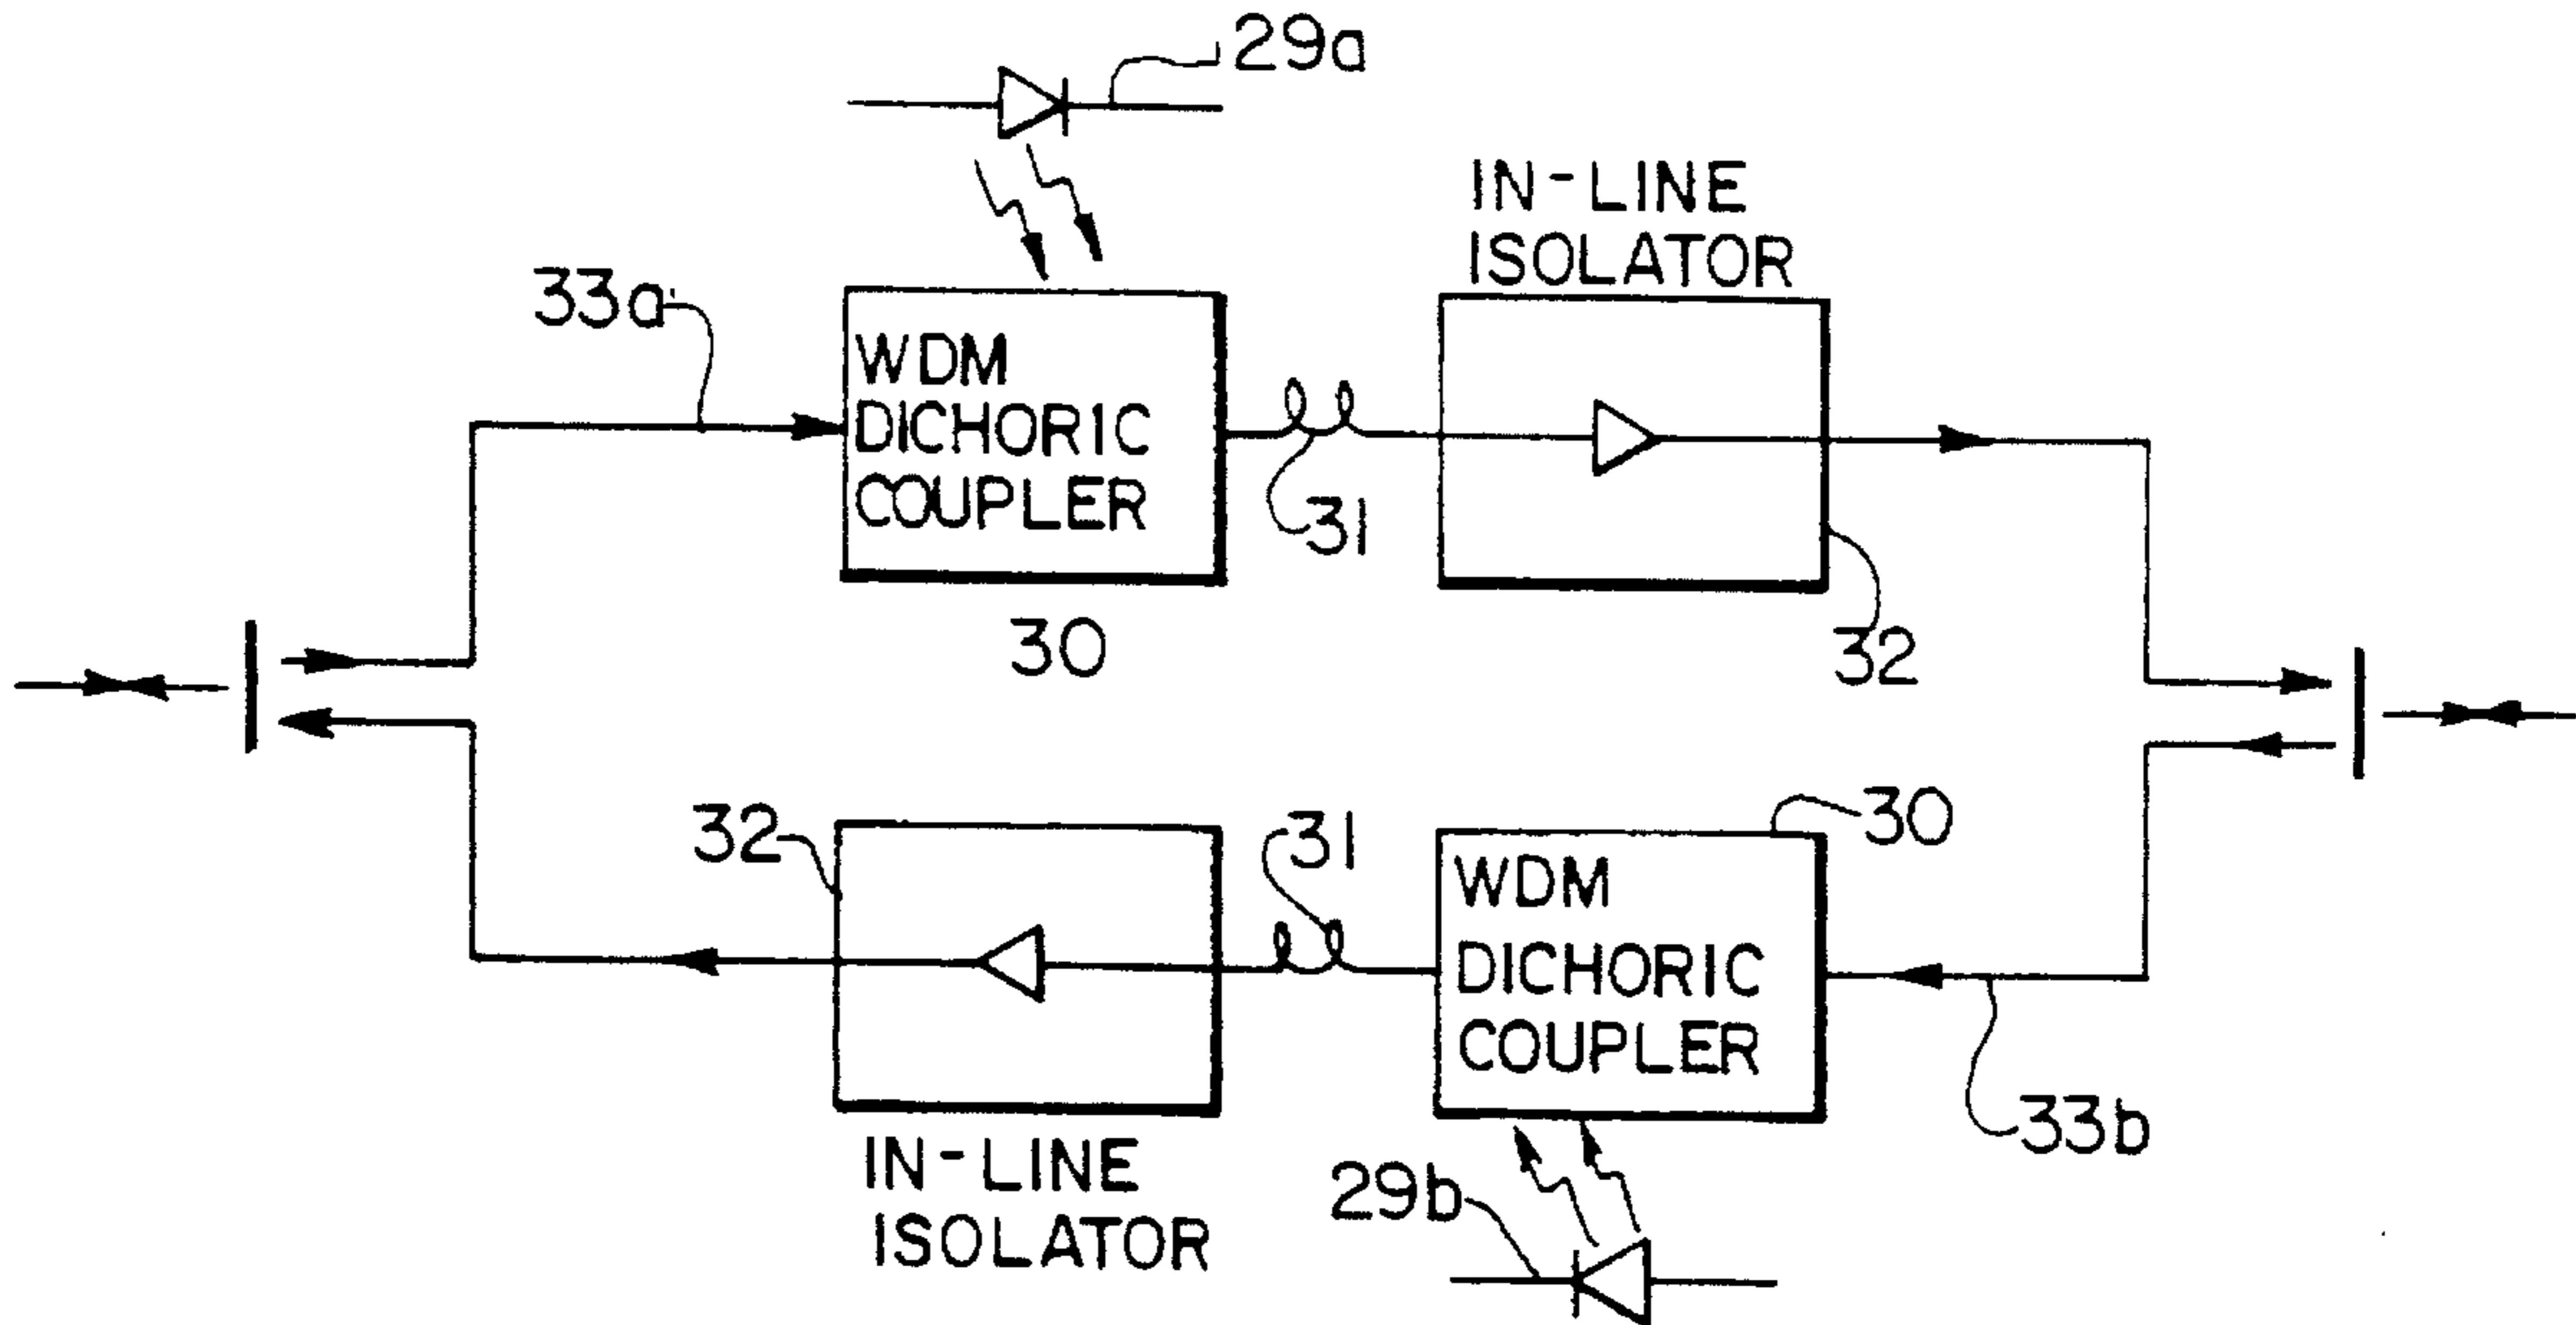 29a
IN-LINE
ISOLATOR
33a
WDM
DICHORIC
COUPLER
31
30
32
32
31
30
WDM
DICHORIC
COUPLER
33b
IN-LINE
ISOLATOR
29b